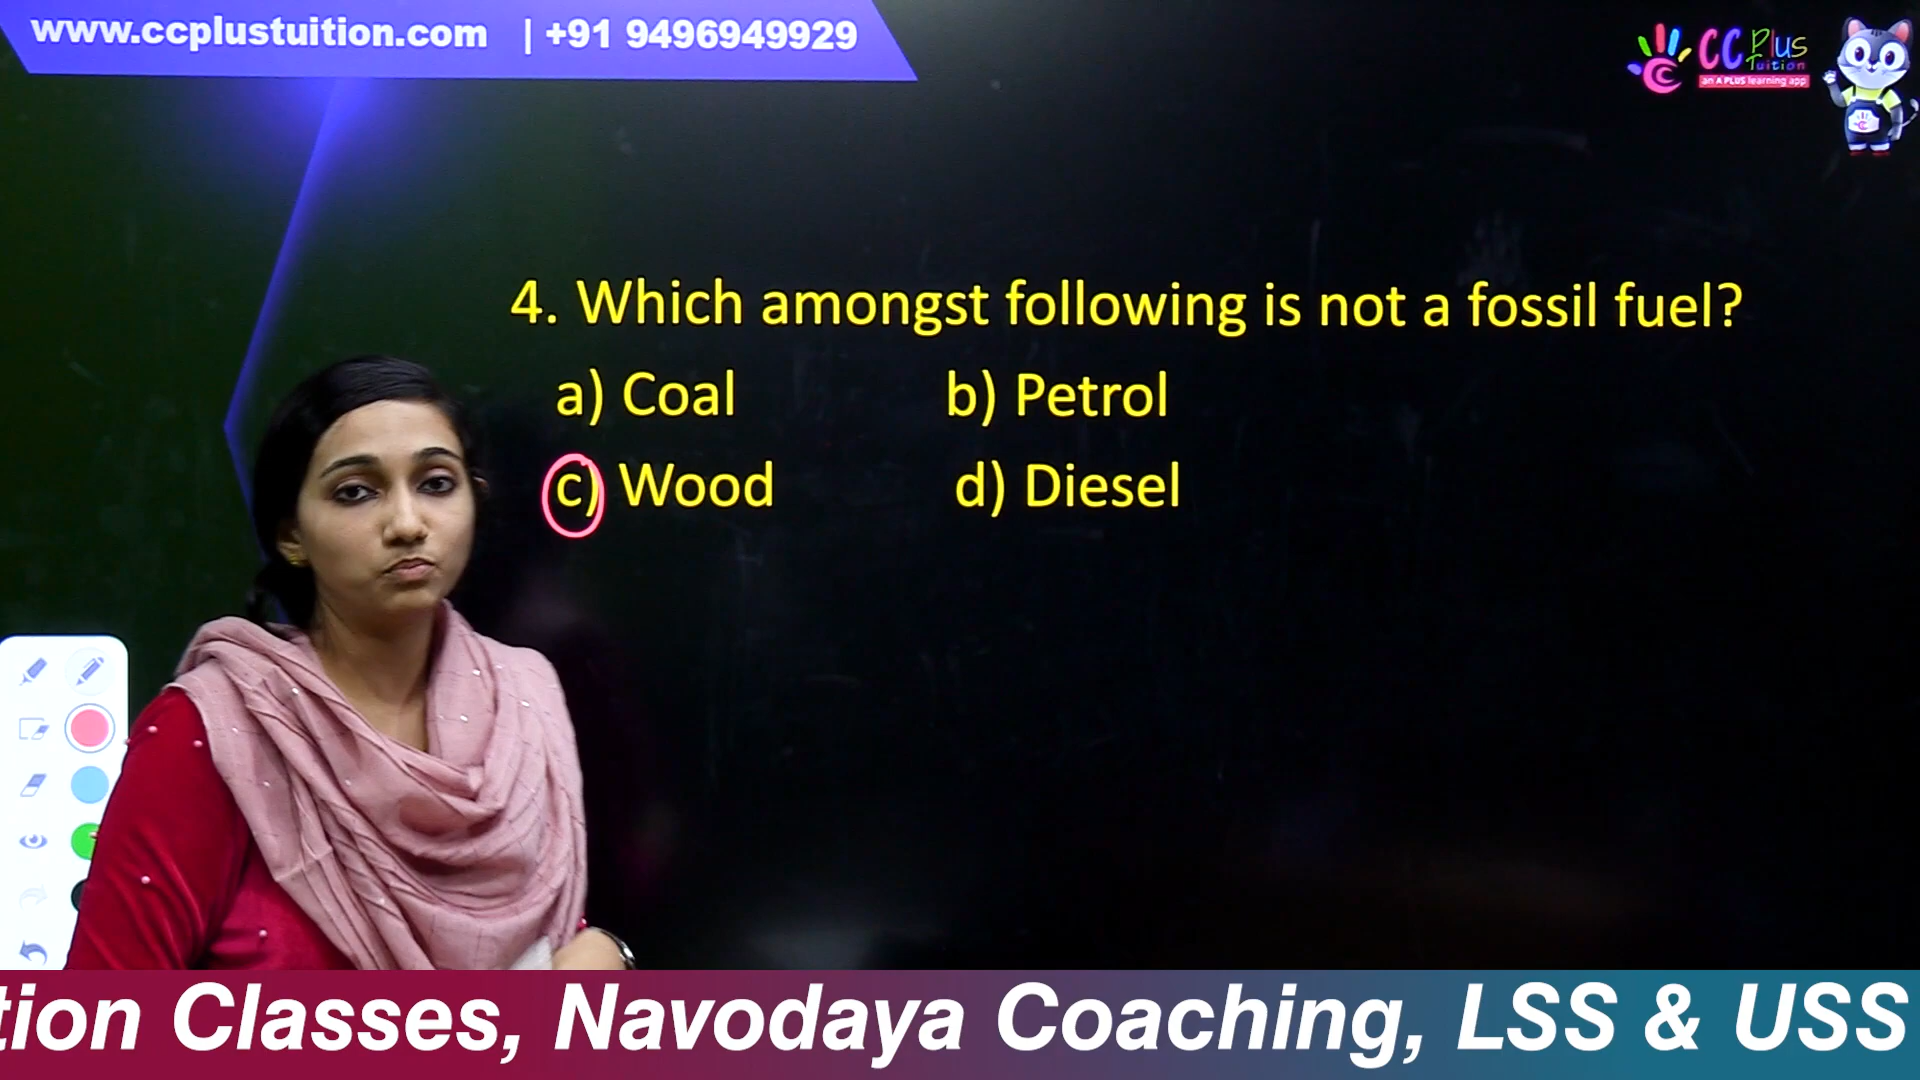 www.ccplustuition.com | +91 9496949929
CC Plus
Tuition
an A PLUS learning app
4. Which amongst following is not a fossil fuel?
a) Coal b) Petrol
c) Wood d) Diesel
tion Classes, Navodaya Coaching, LSS & USS